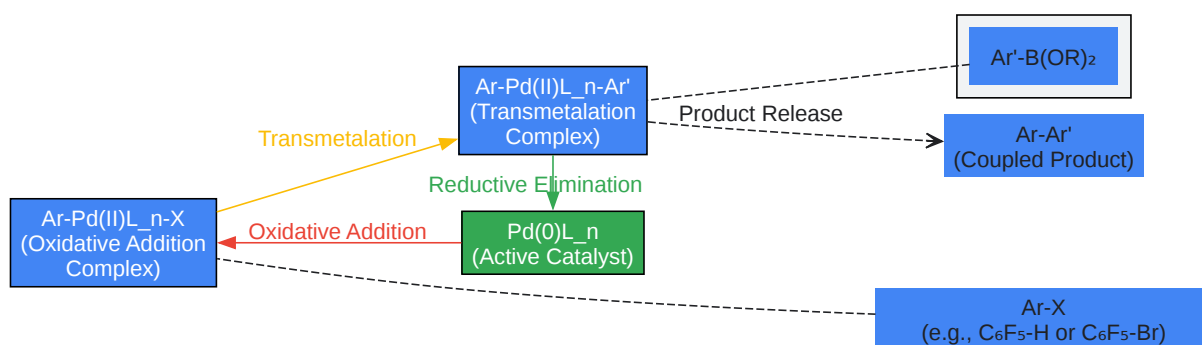 Ar-Pd(II)L_n-Ar'
(Transmetalation
Complex)
Ar'-B(OR)₂
Product Release
Ar-Ar'
(Coupled Product)
Transmetalation
Reductive Elimination
Ar-Pd(II)L_n-X
(Oxidative Addition
Complex)
Oxidative Addition
Pd(0)L_n
(Active Catalyst)
Ar-X
(e.g., C₆F₅-H or C₆F₅-Br)